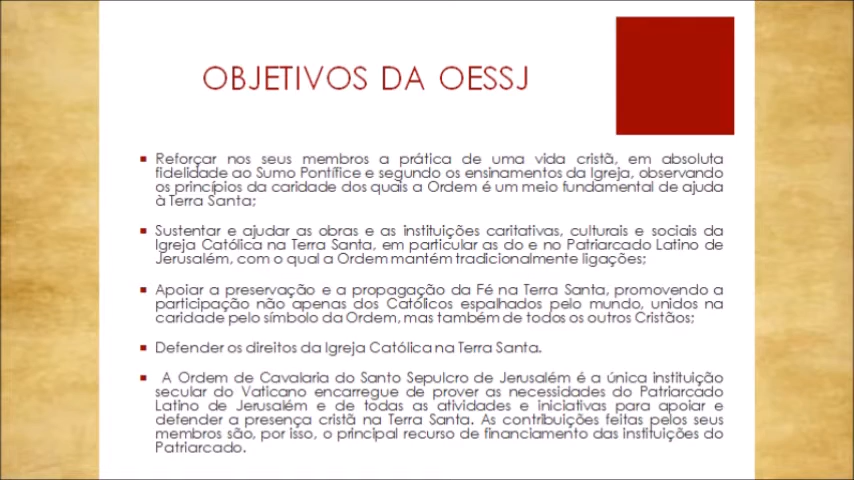 OBJETIVOS DA OESSJ
Reforçar nos seus membros a prática de uma vida cristã, em absoluta
fidelidade ao Sumo Pontífice e segundo os ensinamentos da Igreja, observando
os princípios da caridade dos quais a Ordem é um meio fundamental de ajuda
à Terra Santa;
Sustentar e ajudar as obras e as instituições caritativas, culturais e sociais da
Igreja Católica na Terra Santa, em particular as do e no Patriarcado Latino de
Jerusalém, com o qual a Ordem mantém tradicionalmente ligações;
Apoiar a preservação e a propagação da Fé na Terra Santa, promovendo a
participação não apenas dos Católicos espalhados pelo mundo, unidos na
caridade pelo símbolo da Ordem, mas também de todos os outros Cristãos;
Defender os direitos da Igreja Católica na Terra Santa.
A Ordem de Cavalaria do Santo Sepulcro de Jerusalém é a única instituição
secular do Vaticano encarregue de prover as necessidades do Patriarcado
Latino de Jerusalém e de todas as atividades e iniciativas para apoiar e
defender a presença cristã na Terra Santa. As contribuições feitas pelos seus
membros são, por isso, o principal recurso de financiamento das instituições do
Patriarcado.